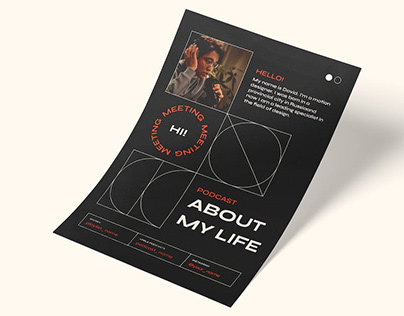 HELLO!
My name is David. I'm a motion
designer. I was born in a
provincial city in Russia and
now I am a leading specialist in
the field of design.
MEETING MEETING MEETING
HI!
PODCAST
ABOUT
MY LIFE